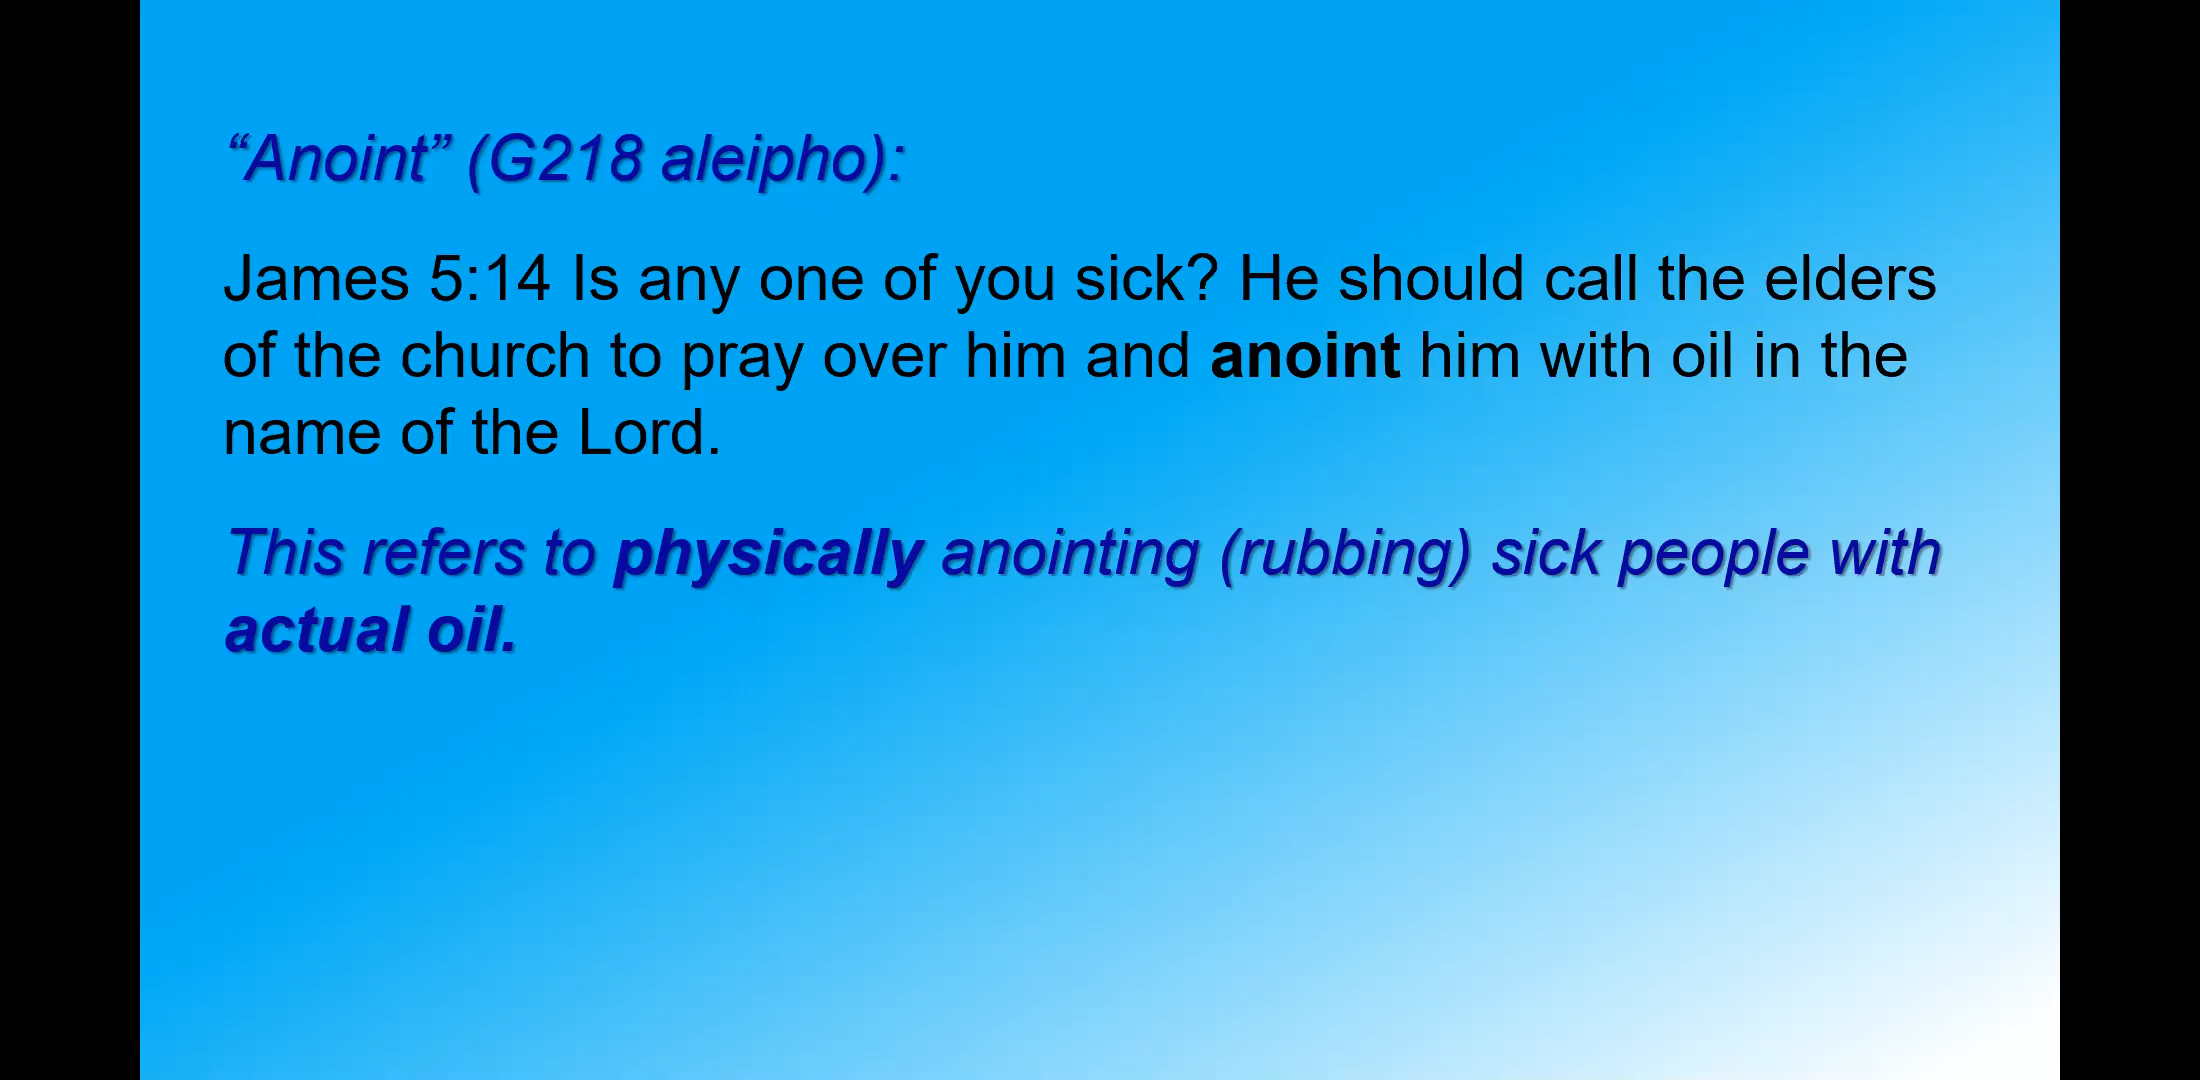 “Anoint” (G218 aleipho):
James 5:14 Is any one of you sick? He should call the elders
of the church to pray over him and anoint him with oil in the
name of the Lord.
This refers to physically anointing (rubbing) sick people with
actual oil.